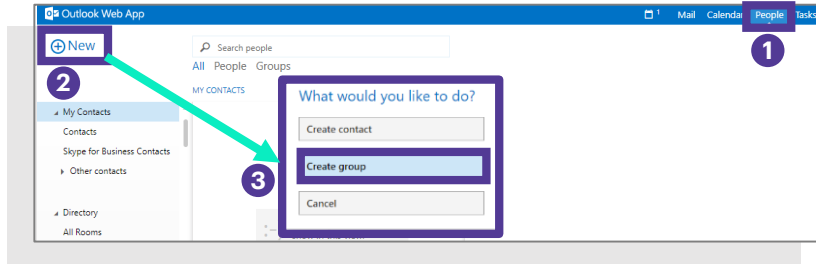 Outlook Web App
1 Mail Calendar People Tasks
New
Search people
1
All People Groups
2
MY CONTACTS
What would you like to do?
My Contacts
Create contact
Contacts
Skype for Business Contacts
Create group
Other contacts
3
Cancel
Directory
All Rooms